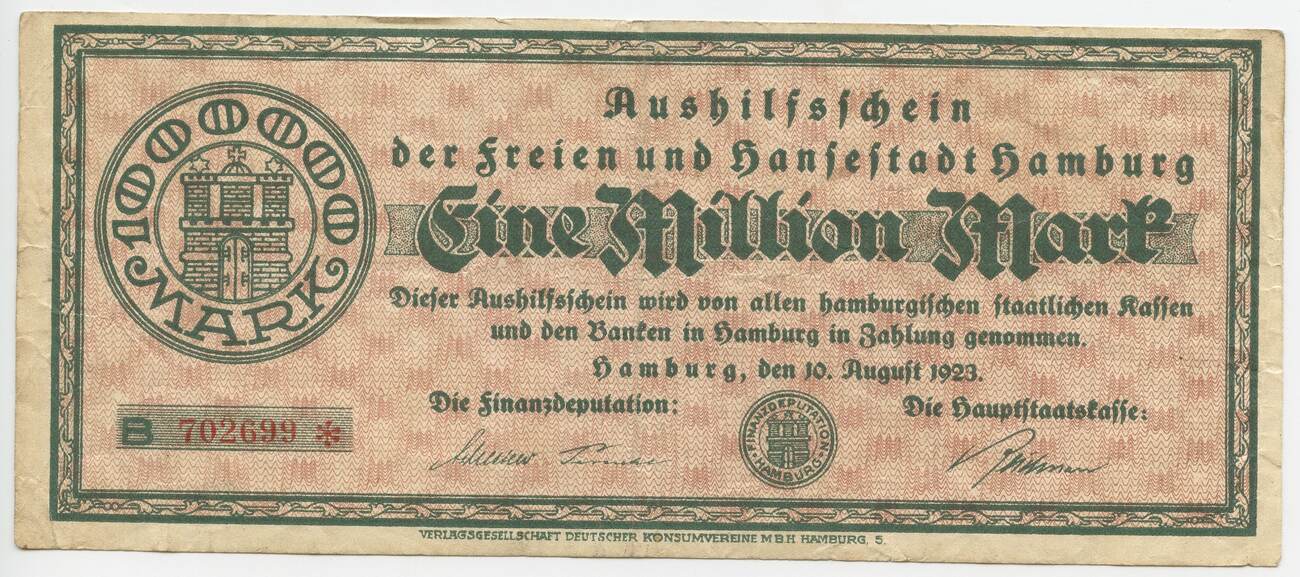 1000000
MARK
Aushilfsschein
der Freien und Hansestadt Hamburg
Eine Million Mark
Dieser Aushilfsschein wird von allen hamburgischen staatlichen Kassen
und den Banken in Hamburg in Zahlung genommen.
Hamburg, den 10. August 1923.
Die Finanzdeputation:
Die Hauptstaatskasse:
B 702699 *
FINANZDEPUTATION
HAMBURG
VERLAGSGESELLSCHAFT DEUTSCHER KONSUMVEREINE M.B.H HAMBURG, 5.